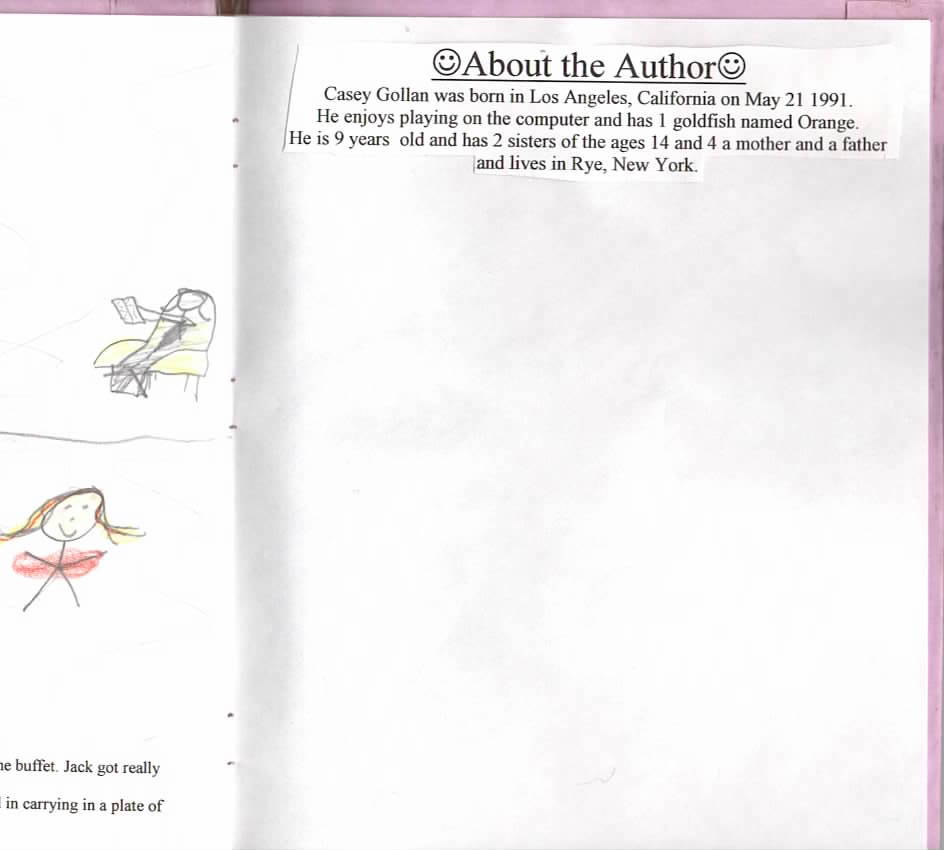 ☺About the Author☺
Casey Gollan was born in Los Angeles, California on May 21 1991.
He enjoys playing on the computer and has 1 goldfish named Orange.
He is 9 years  old and has 2 sisters of the ages 14 and 4 a mother and a father
and lives in Rye, New York.
buffet. Jack got really
in carrying in a plate of